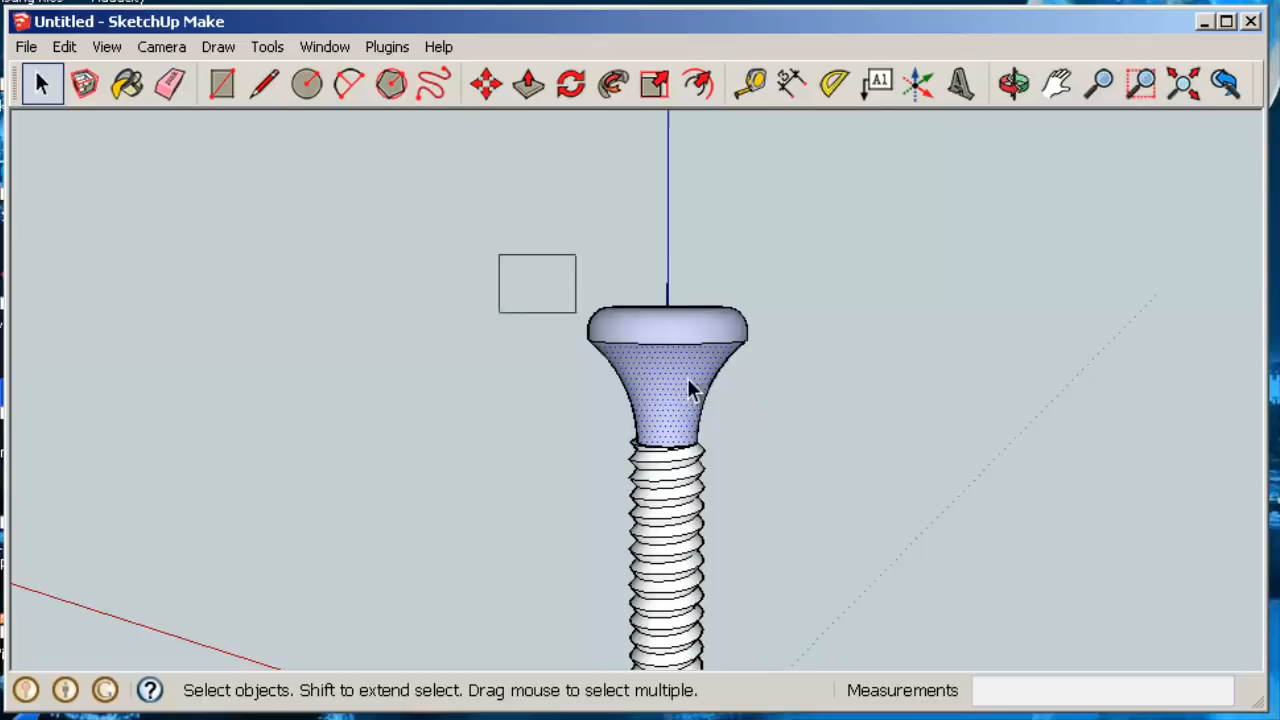 Untitled - SketchUp Make
File Edit View Camera Draw Tools Window Plugins Help
A1
Select objects. Shift to extend select. Drag mouse to select multiple. Measurements